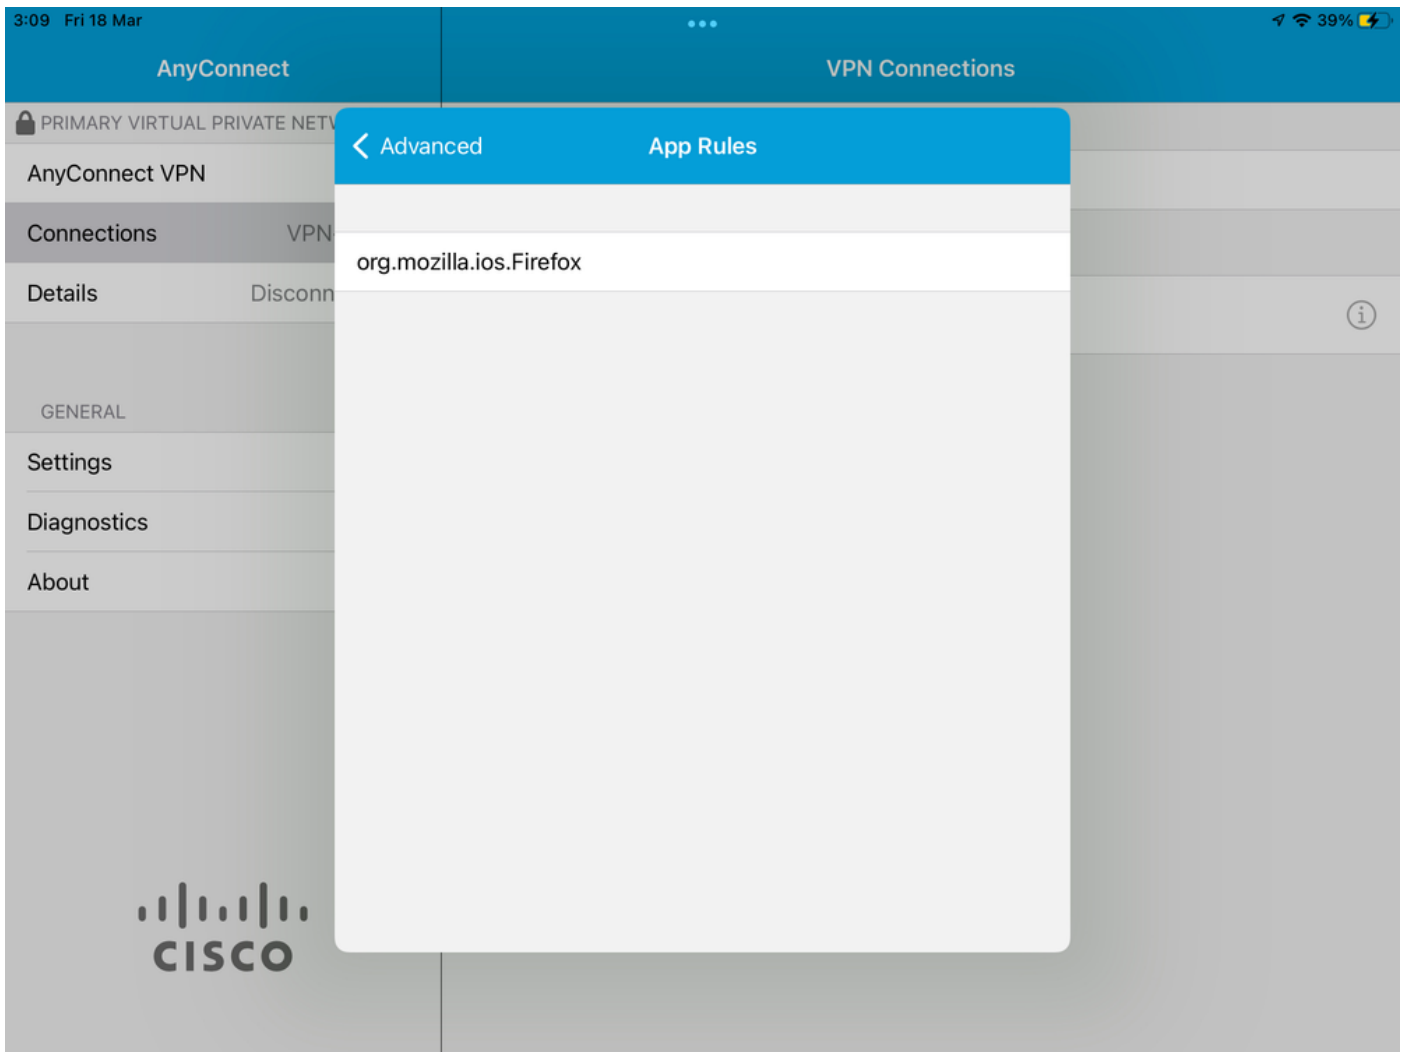 3:09 Fri 18 Mar
39%
AnyConnect
VPN Connections
PRIMARY VIRTUAL PRIVATE NETW
AnyConnect VPN
Connections VPN-
Details Disconn
GENERAL
Settings
Diagnostics
About
CISCO
Advanced App Rules
org.mozilla.ios.Firefox